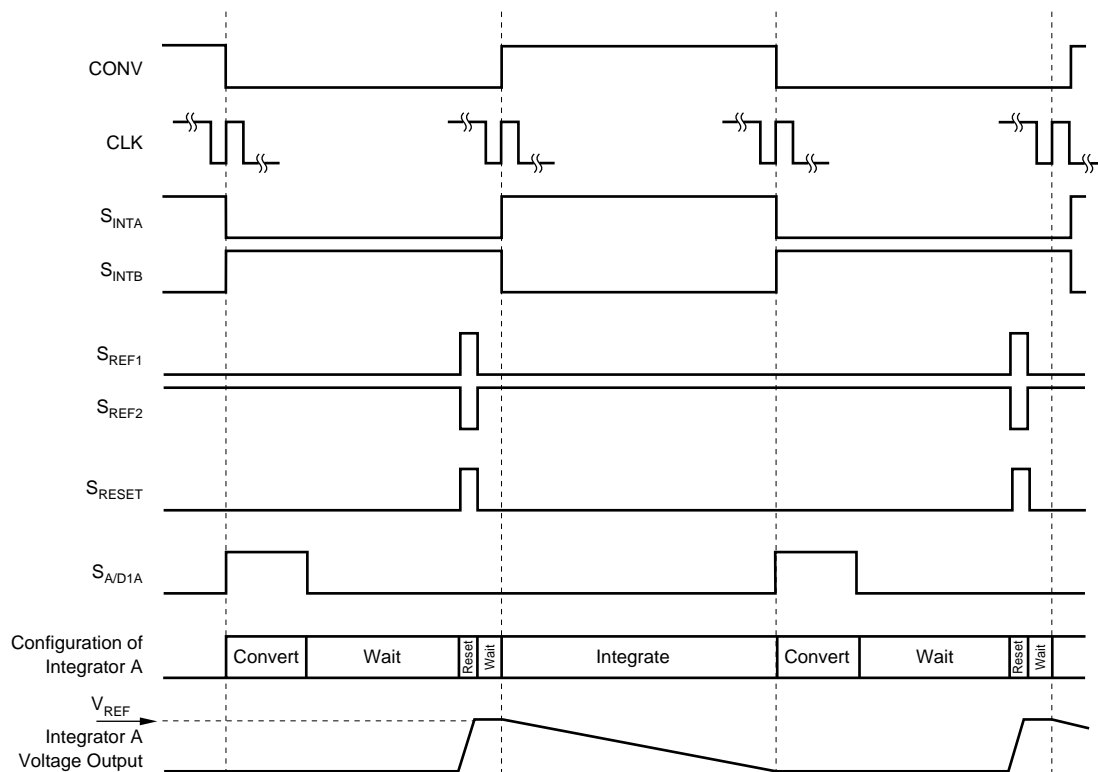 CONV
CLK
SINTA
SINTB
SREF1
SREF2
SRESET
SA/D1A
Configuration of
Integrator A
Convert Wait Reset Wait Integrate Convert Wait Reset Wait
VREF
Integrator A
Voltage Output